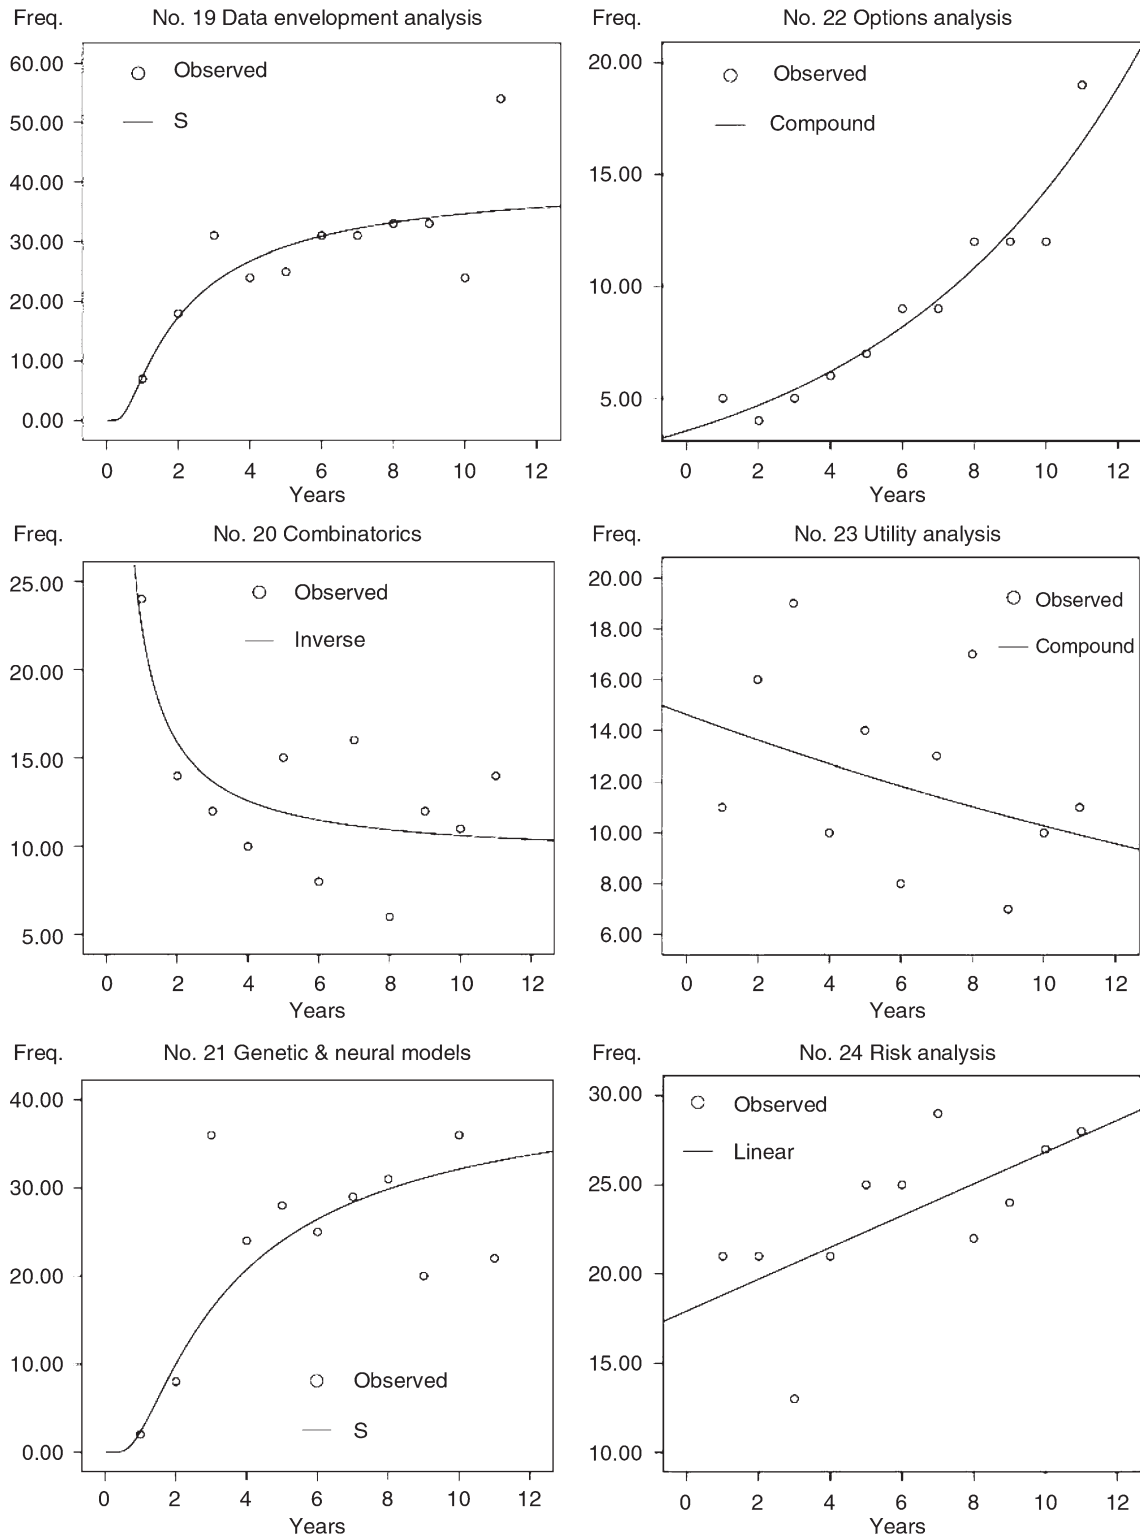 Freq.
No. 19 Data envelopment analysis
60.00
Observed
50.00
S
40.00
30.00
20.00
10.00
0.00
0 2 4 6 8 10 12
Years
Freq.
No. 22 Options analysis
20.00
Observed
Compound
15.00
10.00
5.00
0 2 4 6 8 10 12
Years
Freq.
No. 20 Combinatorics
25.00
Observed
Inverse
20.00
15.00
10.00
5.00
0 2 4 6 8 10 12
Years
Freq.
No. 23 Utility analysis
20.00
Observed
18.00
Compound
16.00
14.00
12.00
10.00
8.00
6.00
0 2 4 6 8 10 12
Years
Freq.
No. 21 Genetic & neural models
40.00
30.00
20.00
10.00
Observed
S
0.00
0 2 4 6 8 10 12
Years
Freq.
No. 24 Risk analysis
30.00
Observed
Linear
25.00
20.00
15.00
10.00
0 2 4 6 8 10 12
Years